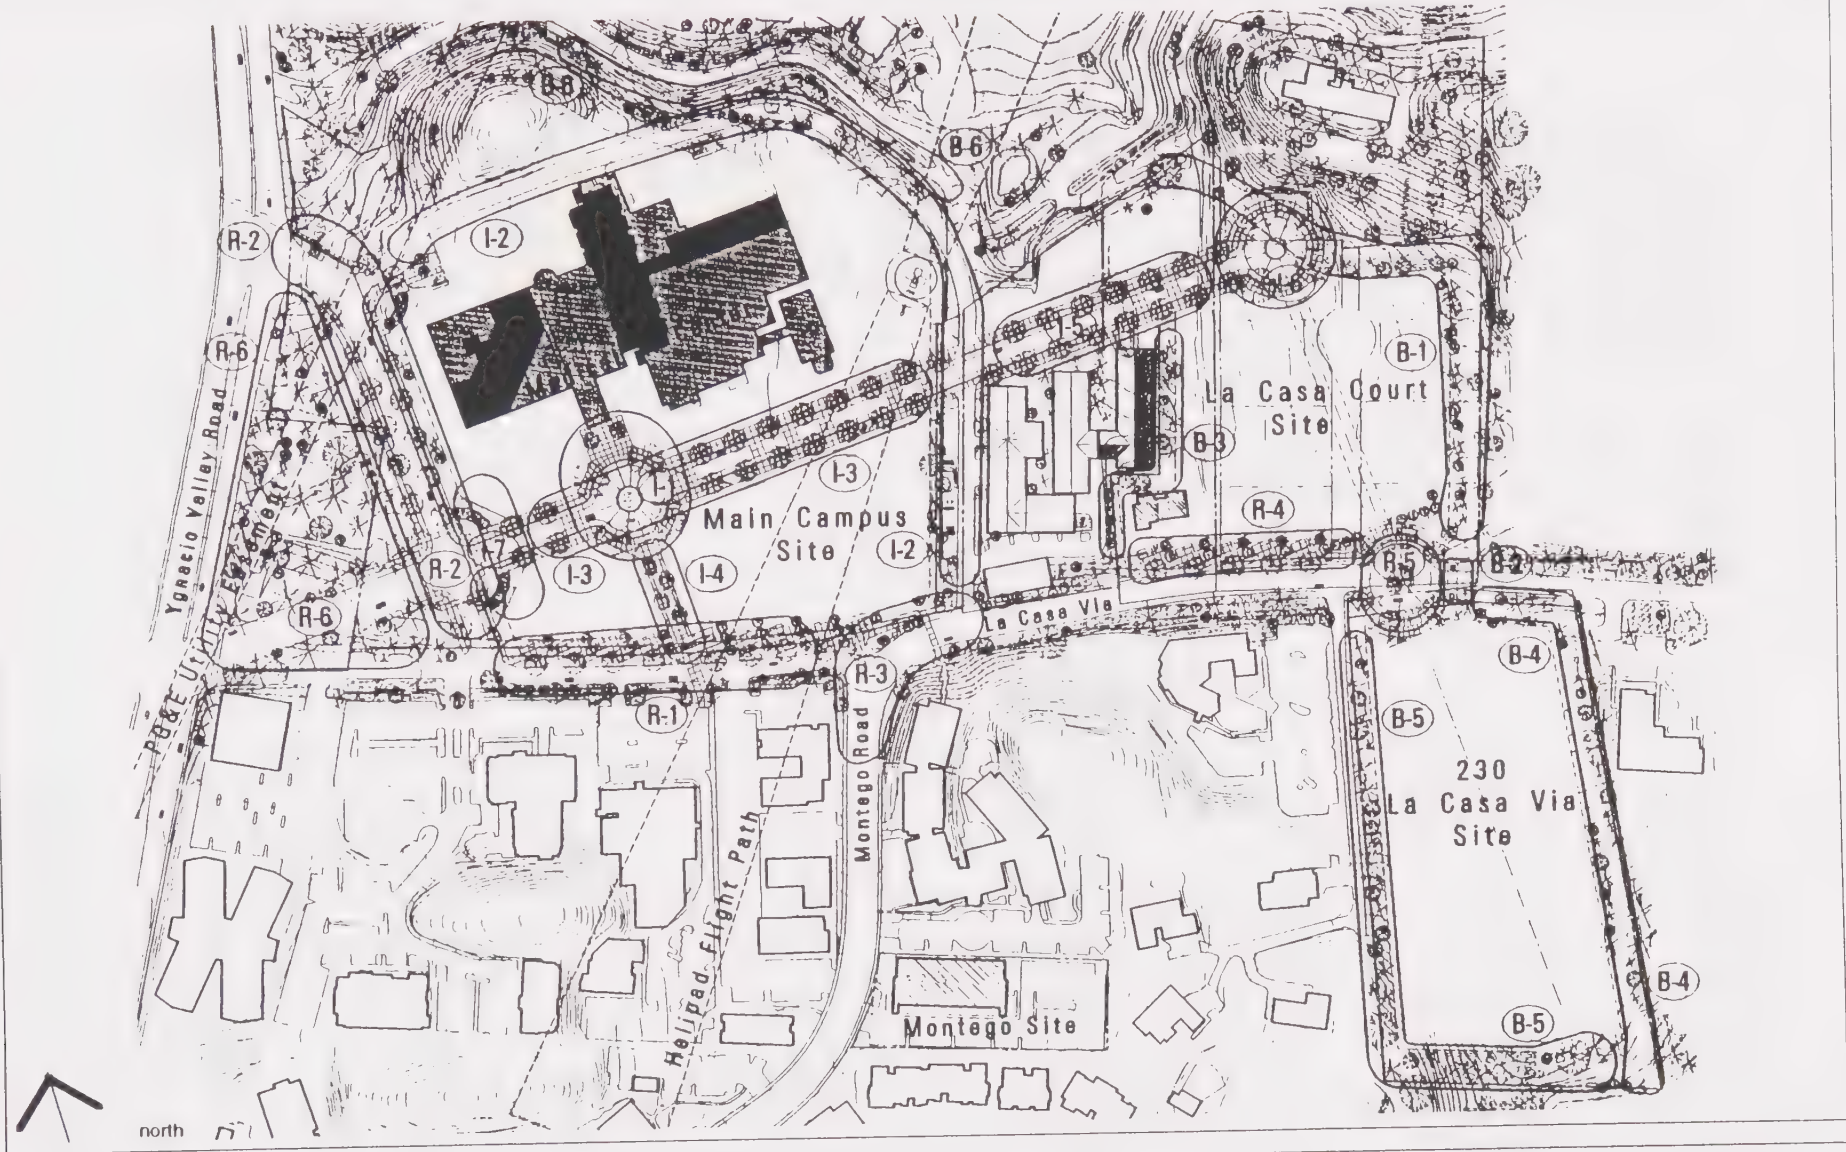 B-6
B-6
R-2
I-2
R-6
I-5
B-1
La Casa Court
Site
B-3
I-1
I-3
R-4
Main Campus
Site
I-2
R-2
I-3
I-4
R-5
B-2
R-6
La Casa Via
Ygnacio Valley Road
PG&E Utility Easement
B-4
R-3
R-1
B-5
Montego Road
230
La Casa Via
Site
Helipad Flight Path
B-4
B-5
Montego Site
north